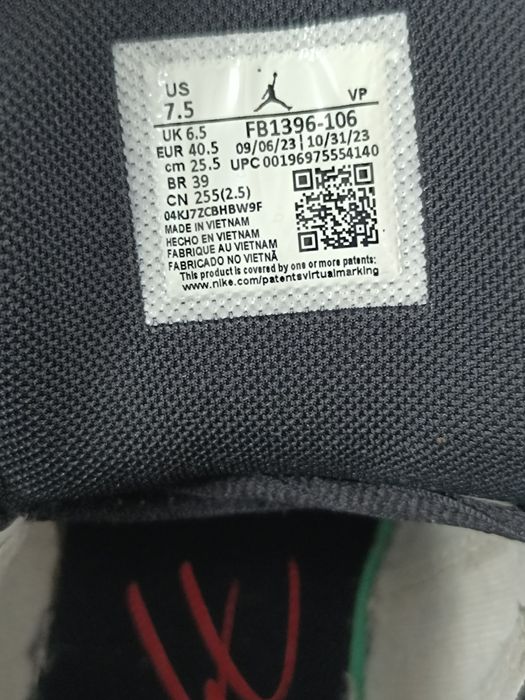 US
7.5
VP
UK 6.5 FB1396-106
EUR 40.5 09/06/23 | 10/31/23
cm 25.5 UPC 00196975554140
BR 39
CN 255(2.5)
04KJ7ZCBHBW9F
MADE IN VIETNAM
HECHO EN VIETNAM
FABRIQUE AU VIETNAM
FABRICADO NO VIETNÃ
This product is covered by one or more patents:
www.nike.com/patentsvirtualmarking